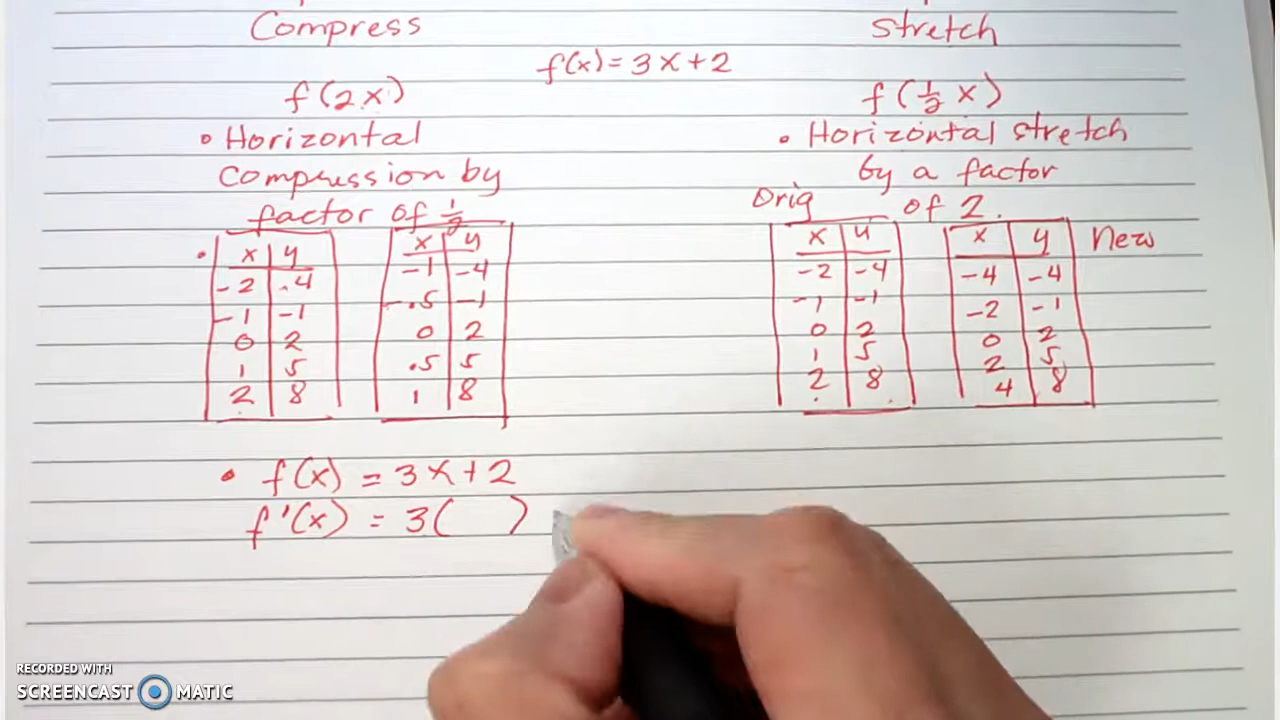 Compress
Stretch
f(x) = 3x + 2
f(2x)
f(½ x)
• Horizontal
Compression by
factor of ½
• Horizontal stretch
by a factor
of 2.
Orig
New
x y
-2 -4
-1 -1
0 2
1 5
2 8
x y
-1 -4
-.5 -1
0 2
.5 5
1 8
x y
-2 -4
-1 -1
0 2
1 5
2 8
x y
-4 -4
-2 -1
0 2
2 5
4 8
• f(x) = 3x + 2
f'(x) = 3( )
RECORDED WITH
SCREENCAST MATIC